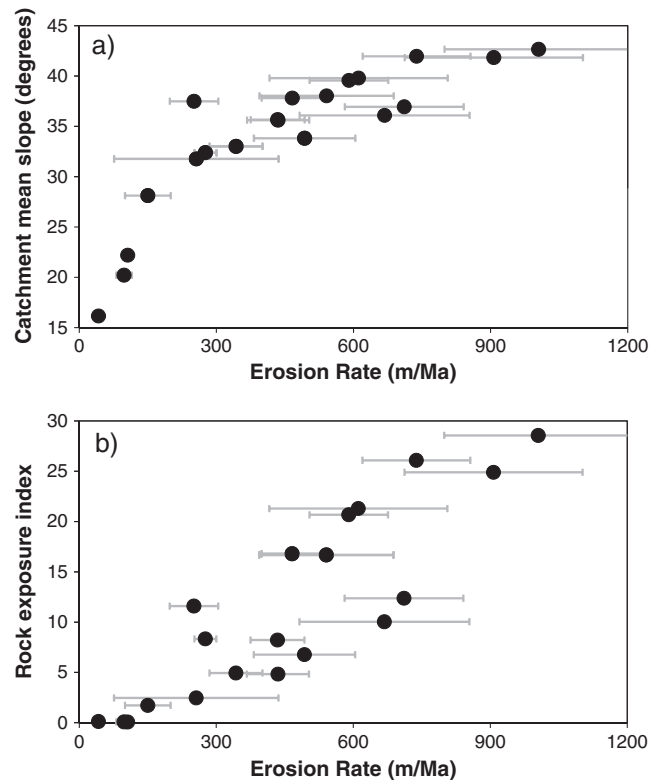 a)
45
40
35
30
25
20
15
Catchment mean slope (degrees)
0 300 600 900 1200
Erosion Rate (m/Ma)
b)
30
25
20
15
10
5
0
Rock exposure index
0 300 600 900 1200
Erosion Rate (m/Ma)